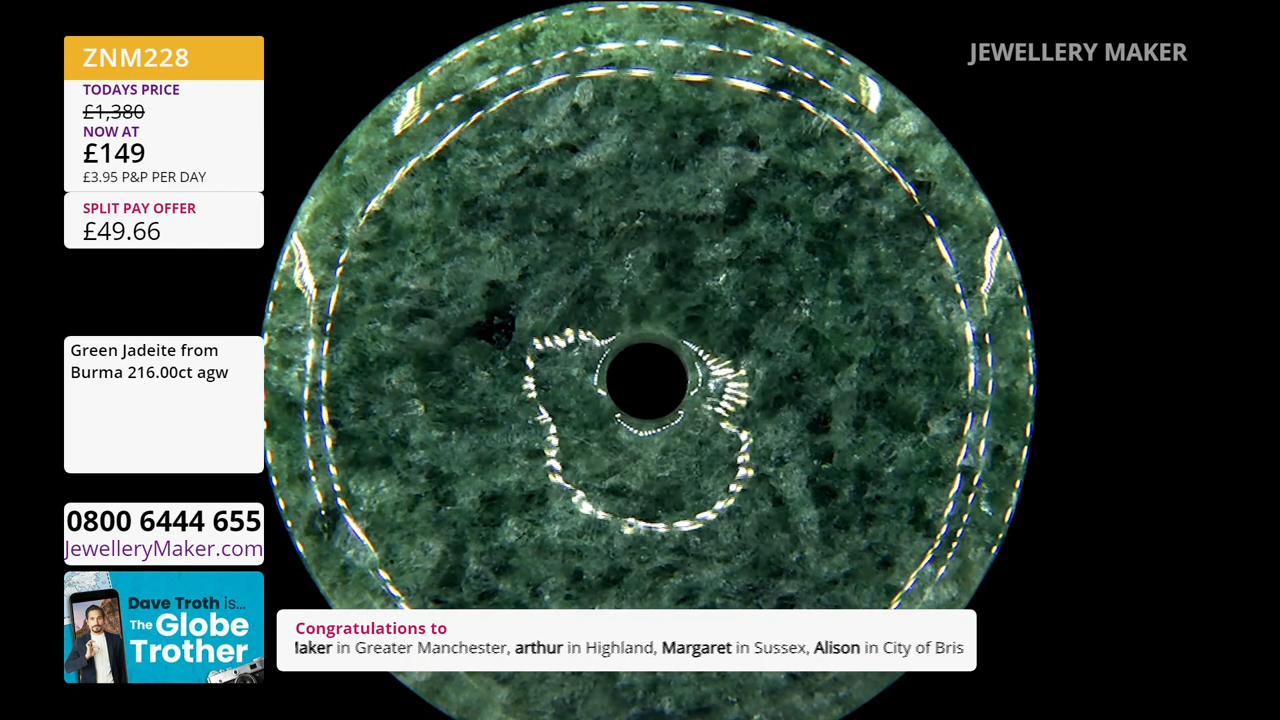 ZNM228
TODAYS PRICE
£1,380
NOW AT
£149
£3.95 P&P PER DAY
SPLIT PAY OFFER
£49.66
Green Jadeite from
Burma 216.00ct agw
0800 6444 655
JewelleryMaker.com
Dave Troth is...
The Globe
Trother
JEWELLERY MAKER
Congratulations to
in Greater Manchester, arthur in Highland, Margaret in Sussex, Alison in City of Bris